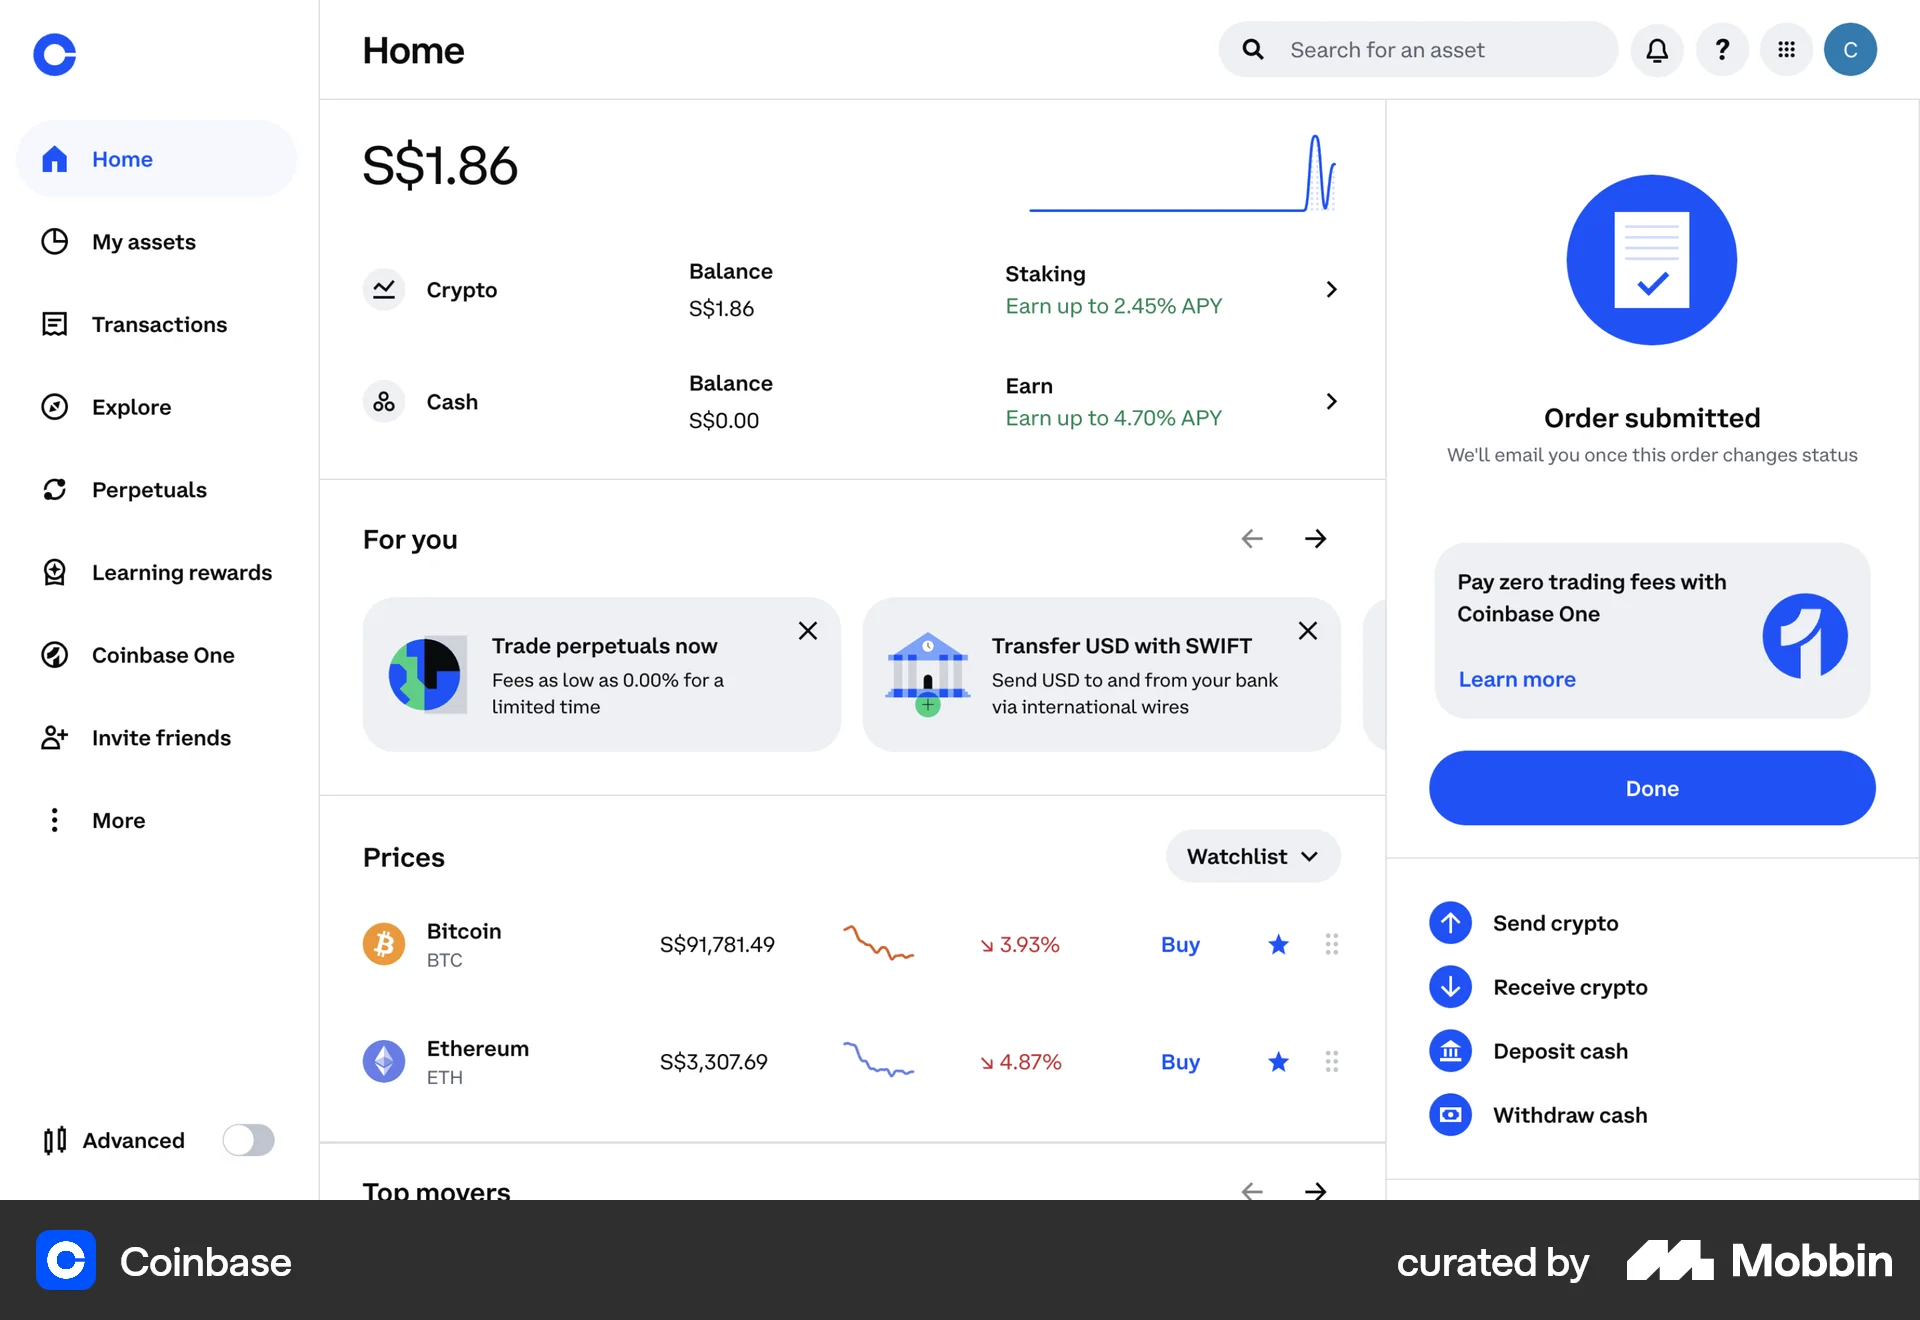 Home
Search for an asset
?
C
Home
My assets
Transactions
Explore
Perpetuals
Learning rewards
Coinbase One
Invite friends
More
Advanced
S$1.86
Crypto
Balance
S$1.86
Staking
Earn up to 2.45% APY
Cash
Balance
S$0.00
Earn
Earn up to 4.70% APY
For you
Trade perpetuals now
Fees as low as 0.00% for a
limited time
Transfer USD with SWIFT
Send USD to and from your bank
via international wires
Prices
Watchlist
Bitcoin
BTC
S$91,781.49
↘ 3.93%
Buy
Ethereum
ETH
S$3,307.69
↘ 4.87%
Buy
Top movers
Order submitted
We'll email you once this order changes status
Pay zero trading fees with
Coinbase One
Learn more
Done
Send crypto
Receive crypto
Deposit cash
Withdraw cash
Coinbase
curated by Mobbin